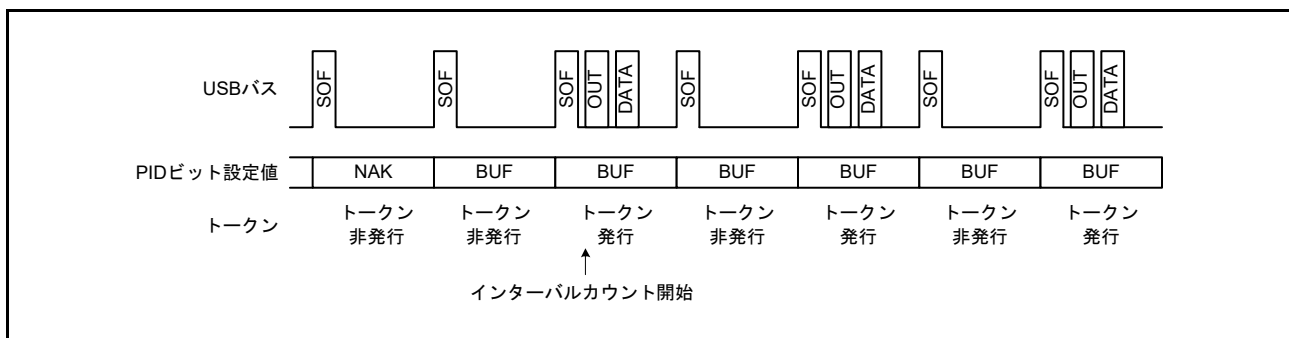 SOF SOF SOF OUT DATA SOF SOF OUT DATA SOF SOF OUT DATA
USBバス
PIDビット設定値 NAK BUF BUF BUF BUF BUF BUF
トークン トークン トークン トークン トークン トークン トークン
トークン
非発行 非発行 発行 非発行 発行 非発行 発行
インターバルカウント開始